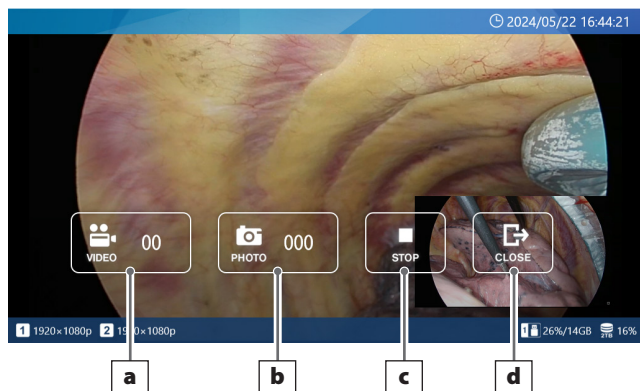 2024/05/22 16:44:21
VIDEO 00
PHOTO 000
STOP
CLOSE
1 1920×1080p 2 1920×1080p
1 26%/14GB 2TB 16%
a b c d